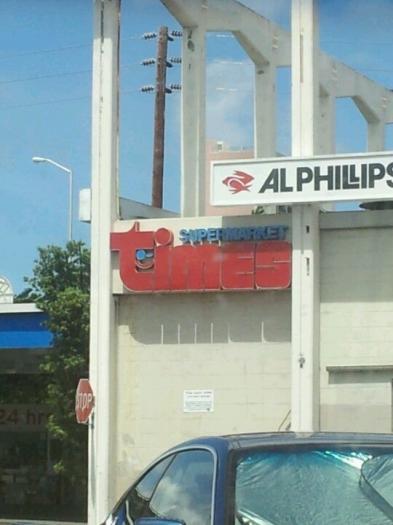 AL PHILLIPS
SUPERMARKET
times
STOP
24 hr